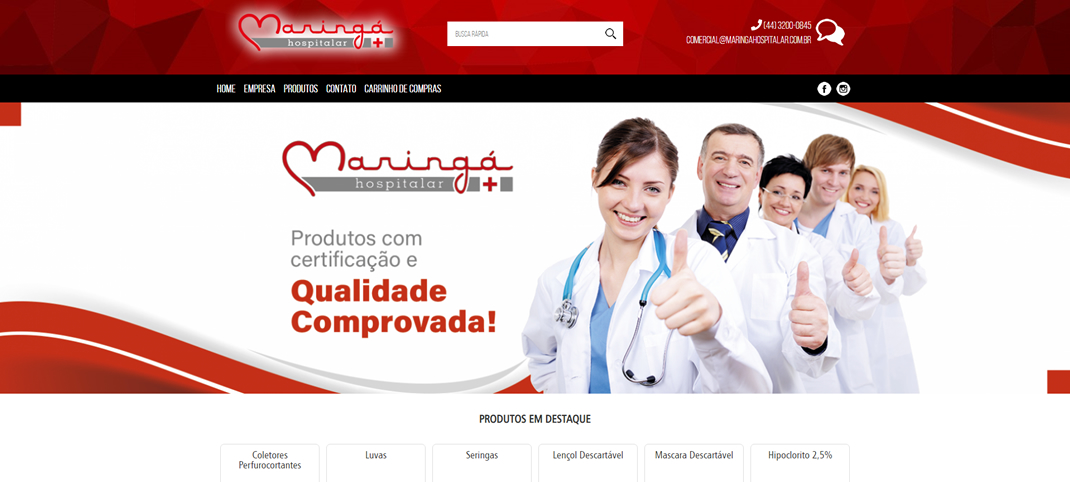 Maringá
hospitalar
BUSCA RÁPIDA
(44) 3200-0845
COMERCIAL@MARINGAHOSPITALAR.COM.BR
HOME EMPRESA PRODUTOS CONTATO CARRINHO DE COMPRAS
Maringá
hospitalar
Produtos com
certificação e
Qualidade
Comprovada!
PRODUTOS EM DESTAQUE
Coletores
Perfurocortantes
Luvas
Seringas
Lençol Descartável
Mascara Descartável
Hipoclorito 2,5%